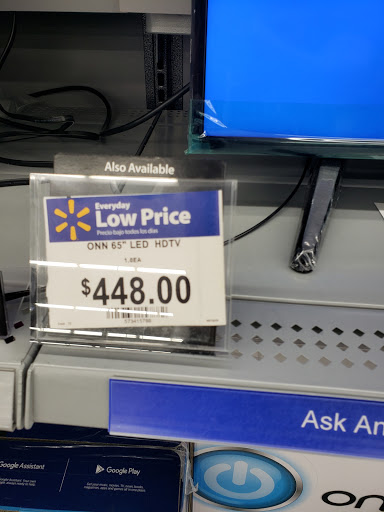 Also Available
Everyday
Low Price
Precio bajo todos los días
ONN 65" LED HDTV
1.0EA
$448.00
Ask An
Google Assistant
Google Play
on